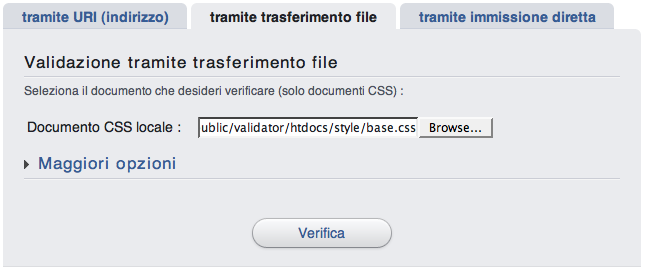 tramite URI (indirizzo) tramite trasferimento file tramite immissione diretta
Validazione tramite trasferimento file
Seleziona il documento che desideri verificare (solo documenti CSS) :
Documento CSS locale : ublic/validator/htdocs/style/base.css Browse...
Maggiori opzioni
Verifica